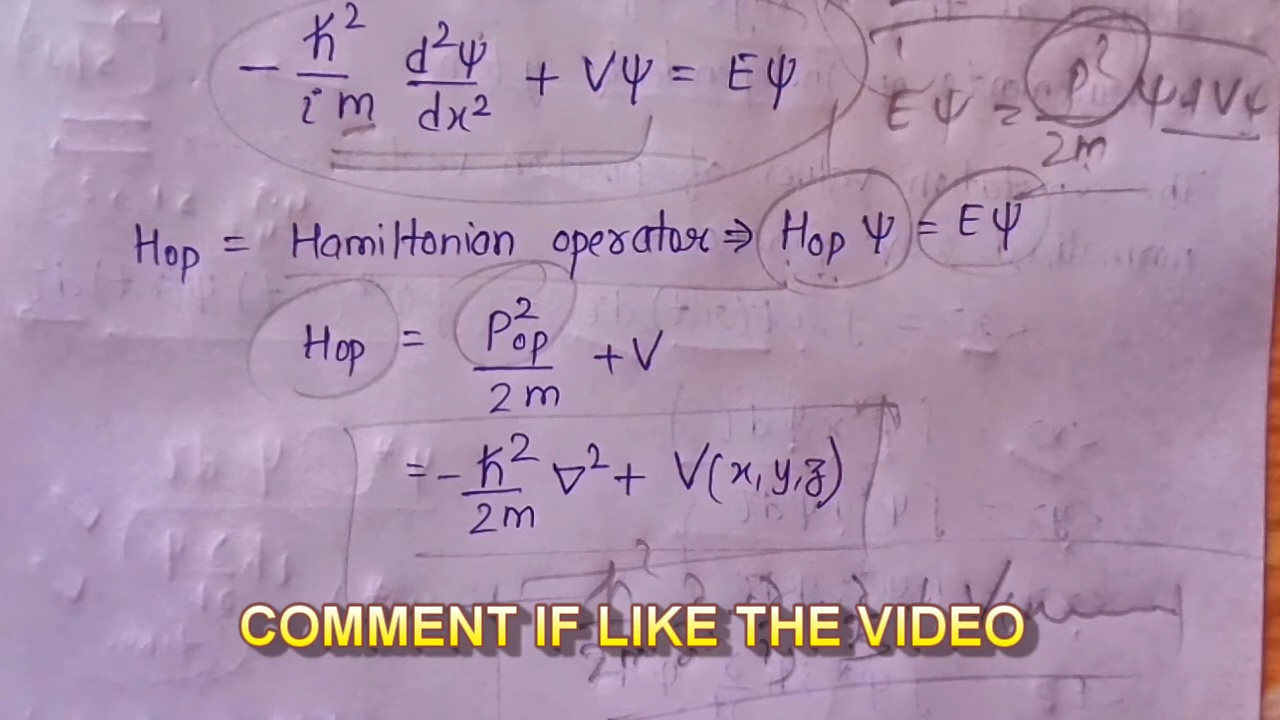 -ℏ²/im d²ψ/dx² + Vψ = Eψ
Eψ = p²/2m ψ + Vψ
Hop = Hamiltonian operator ⇒ Hop ψ = Eψ
Hop = P²op/2m + V
= -ℏ²/2m ∇² + V(x,y,z)
COMMENT IF LIKE THE VIDEO